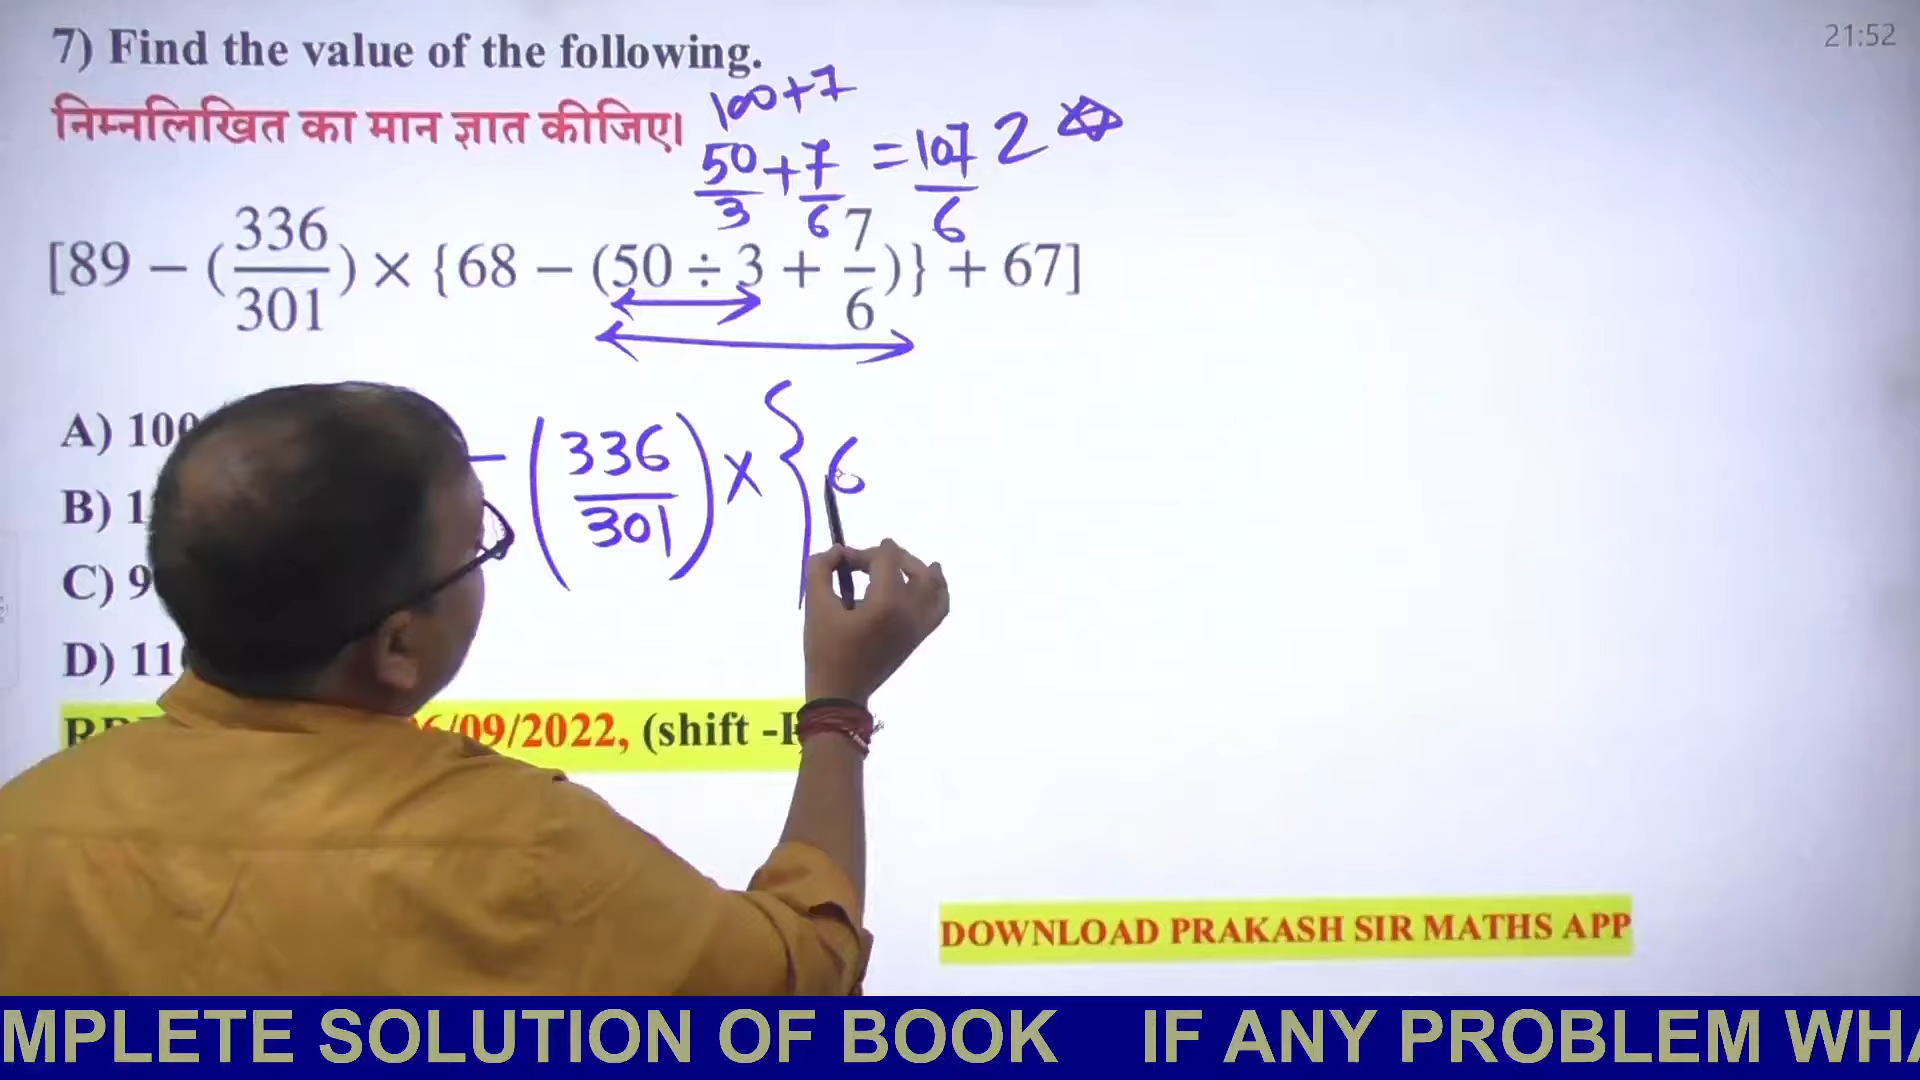 21:52
7) Find the value of the following.
निम्नलिखित का मान ज्ञात कीजिए।
100+7
50/3 + 7/6 = 107/6 2
[89 − (336/301) × {68 − (50 ÷ 3 + 7/6)} + 67]
A) 100
− (336/301) × {6
B) 1
C) 9
D) 11
/09/2022, (shift -I
DOWNLOAD PRAKASH SIR MATHS APP
MPLETE SOLUTION OF BOOK IF ANY PROBLEM WHA